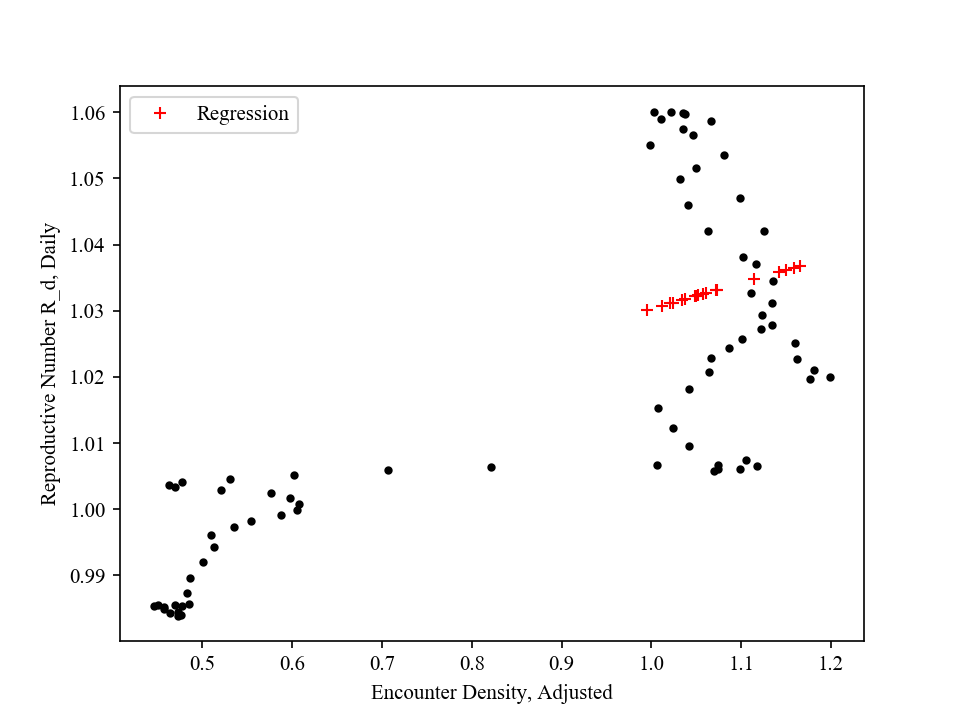 Regression
1.06
1.05
1.04
1.03
1.02
1.01
1.00
0.99
Reproductive Number R_d, Daily
0.5 0.6 0.7 0.8 0.9 1.0 1.1 1.2
Encounter Density, Adjusted